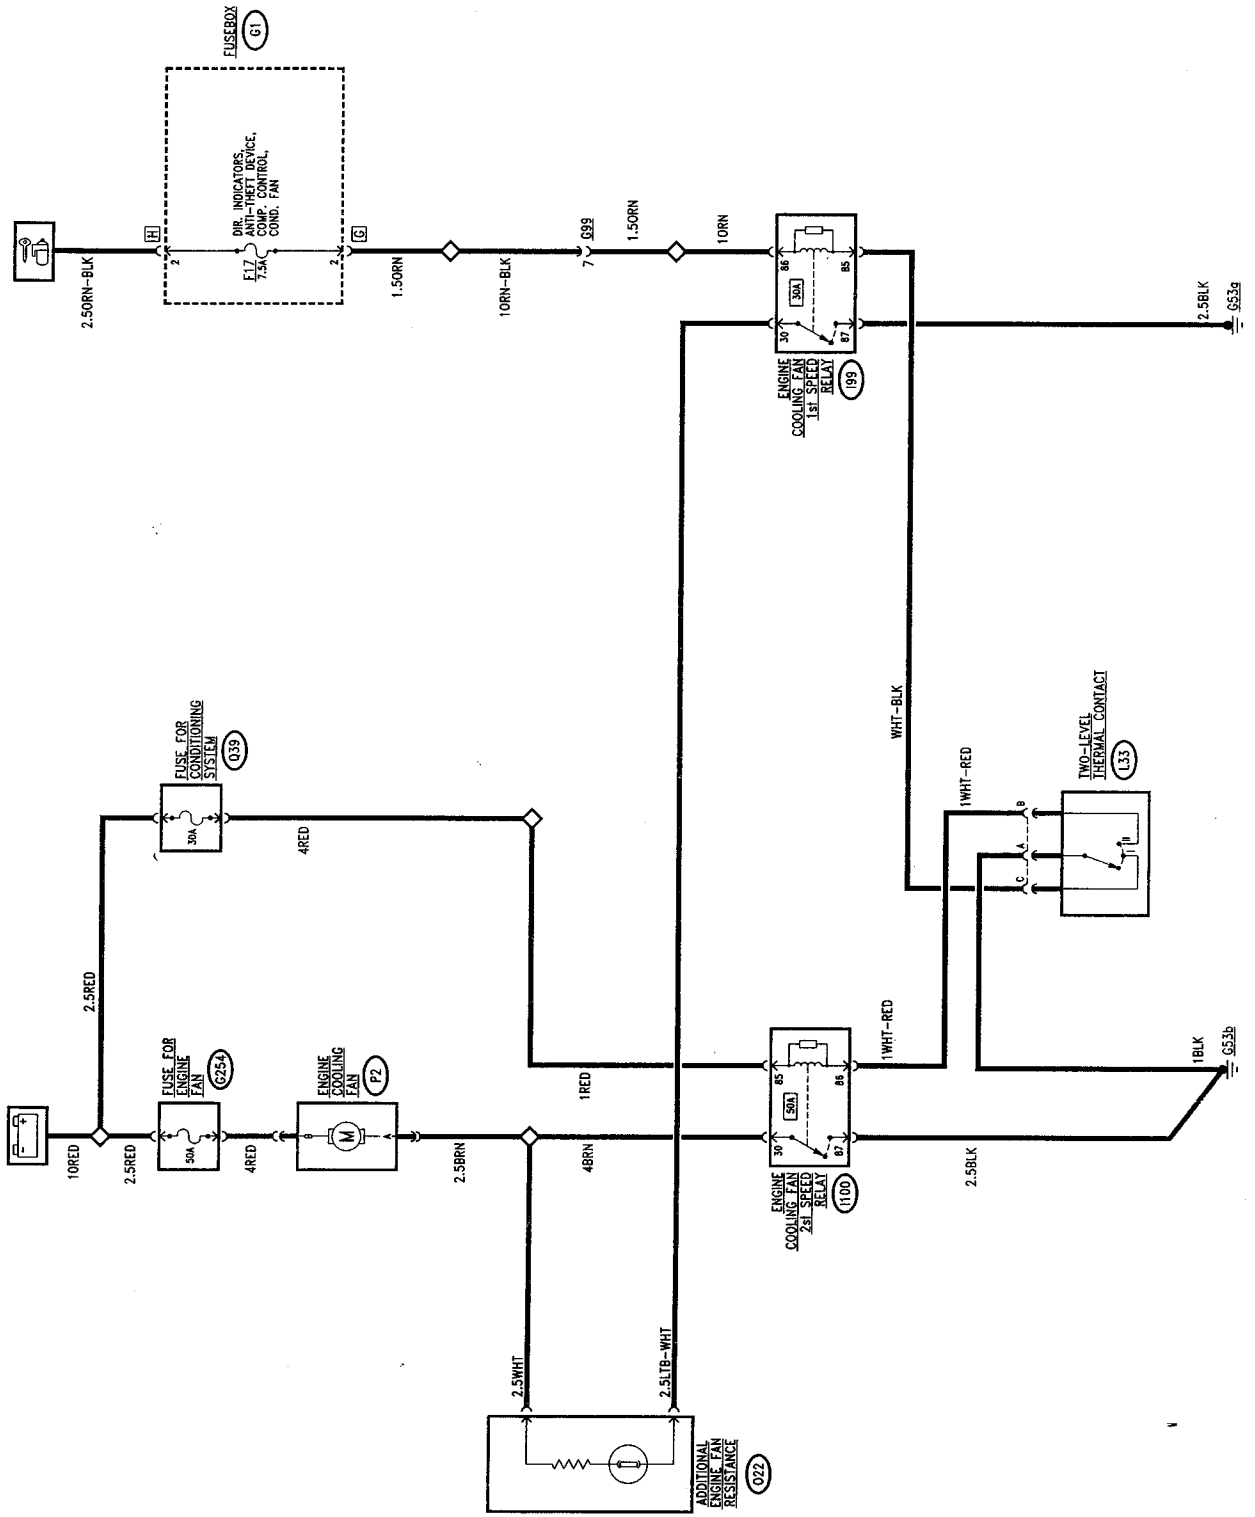 FUSEBOX
G1
2.5ORN-BLK
H
2
F17
7.5A
DIR. INDICATORS,
ANTI-THEFT DEVICE,
COMP. CONTROL,
COND. FAN
2
G
1.5ORN
1ORN-BLK
7
G99
1.5ORN
1ORN
86
85
30A
30
87
ENGINE
COOLING FAN
1st SPEED
RELAY
I99
2.5BLK
G53a
WHT-BLK
FUSE FOR
CONDITIONING
SYSTEM
Q39
30A
4RED
2.5RED
1WHT-RED
TWO-LEVEL
THERMAL CONTACT
L33
B
A
C
I
II
10RED
2.5RED
FUSE FOR
ENGINE
FAN
G254
50A
4RED
ENGINE
COOLING
FAN
P2
B
M
A
2.5BRN
4BRN
1RED
85
86
50A
30
87
1WHT-RED
ENGINE
COOLING FAN
2st SPEED
RELAY
I100
2.5BLK
1BLK
G53b
2.5WHT
2.5LTB-WHT
ADDITIONAL
ENGINE FAN
RESISTANCE
O22